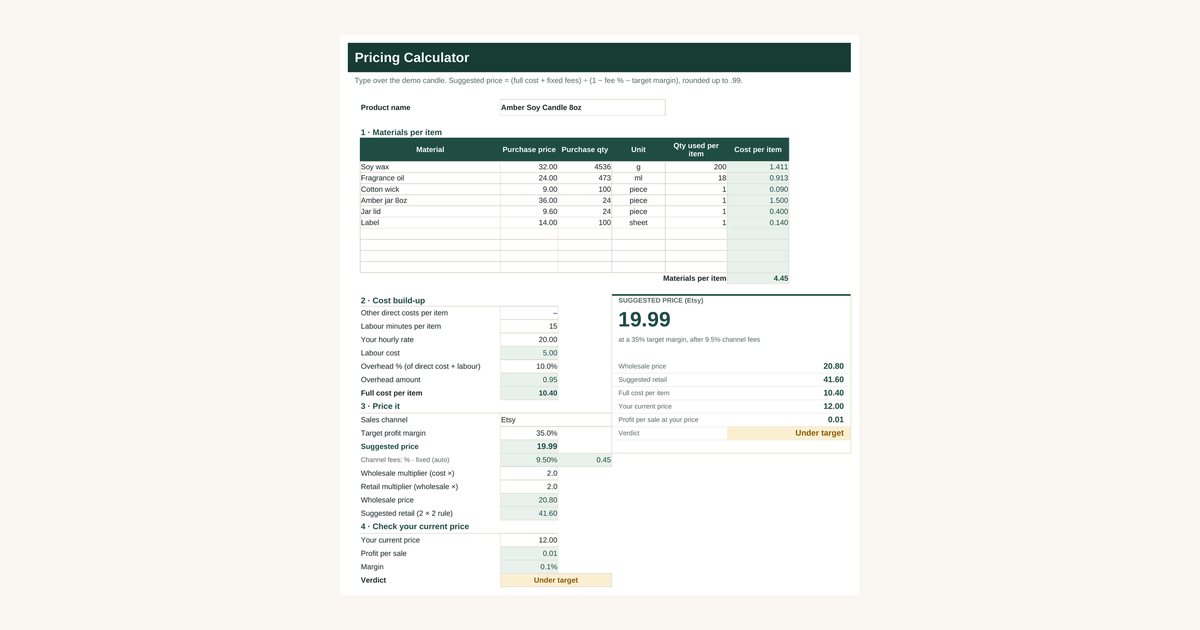 Pricing Calculator
Type over the demo candle. Suggested price = (full cost + fixed fees) ÷ (1 − fee % − target margin), rounded up to .99.
Product name Amber Soy Candle 8oz
1 · Materials per item
Material Purchase price Purchase qty Unit Qty used per item Cost per item
Soy wax 32.00 4536 g 200 1.411
Fragrance oil 24.00 473 ml 18 0.913
Cotton wick 9.00 100 piece 1 0.090
Amber jar 8oz 36.00 24 piece 1 1.500
Jar lid 9.60 24 piece 1 0.400
Label 14.00 100 sheet 1 0.140
Materials per item 4.45
2 · Cost build-up
Other direct costs per item –
Labour minutes per item 15
Your hourly rate 20.00
Labour cost 5.00
Overhead % (of direct cost + labour) 10.0%
Overhead amount 0.95
Full cost per item 10.40
3 · Price it
Sales channel Etsy
Target profit margin 35.0%
Suggested price 19.99
Channel fees: % · fixed (auto) 9.50% 0.45
Wholesale multiplier (cost ×) 2.0
Retail multiplier (wholesale ×) 2.0
Wholesale price 20.80
Suggested retail (2 × 2 rule) 41.60
4 · Check your current price
Your current price 12.00
Profit per sale 0.01
Margin 0.1%
Verdict Under target
SUGGESTED PRICE (Etsy)
19.99
at a 35% target margin, after 9.5% channel fees
Wholesale price 20.80
Suggested retail 41.60
Full cost per item 10.40
Your current price 12.00
Profit per sale at your price 0.01
Verdict Under target